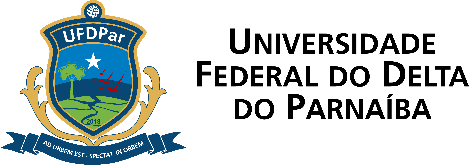 UFDPar
2018
UNIVERSIDADE
FEDERAL DO DELTA
DO PARNAÍBA